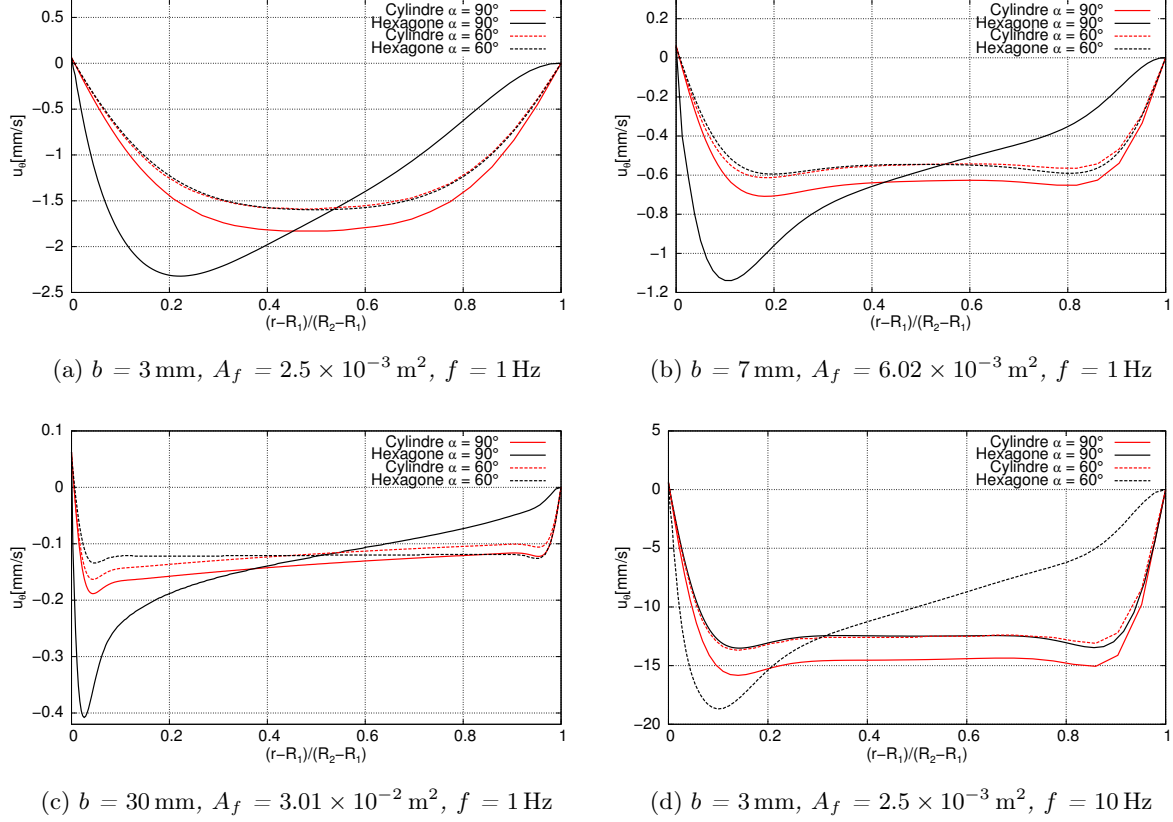 0.5
0
−0.5
−1
−1.5
−2
−2.5
0
0.2
0.4
0.6
0.8
1
uθ[mm/s]
(r−R₁)/(R₂−R₁)
Cylindre α = 90°
Hexagone α = 90°
Cylindre α = 60°
Hexagone α = 60°
(a) b = 3 mm, A_f = 2.5 × 10⁻³ m², f = 1 Hz
0.2
0
−0.2
−0.4
−0.6
−0.8
−1
−1.2
0
0.2
0.4
0.6
0.8
1
uθ[mm/s]
(r−R₁)/(R₂−R₁)
Cylindre α = 90°
Hexagone α = 90°
Cylindre α = 60°
Hexagone α = 60°
(b) b = 7 mm, A_f = 6.02 × 10⁻³ m², f = 1 Hz
0.1
0
−0.1
−0.2
−0.3
−0.4
0
0.2
0.4
0.6
0.8
1
uθ[mm/s]
(r−R₁)/(R₂−R₁)
Cylindre α = 90°
Hexagone α = 90°
Cylindre α = 60°
Hexagone α = 60°
(c) b = 30 mm, A_f = 3.01 × 10⁻² m², f = 1 Hz
5
0
−5
−10
−15
−20
0
0.2
0.4
0.6
0.8
1
uθ[mm/s]
(r−R₁)/(R₂−R₁)
Cylindre α = 90°
Hexagone α = 90°
Cylindre α = 60°
Hexagone α = 60°
(d) b = 3 mm, A_f = 2.5 × 10⁻³ m², f = 10 Hz